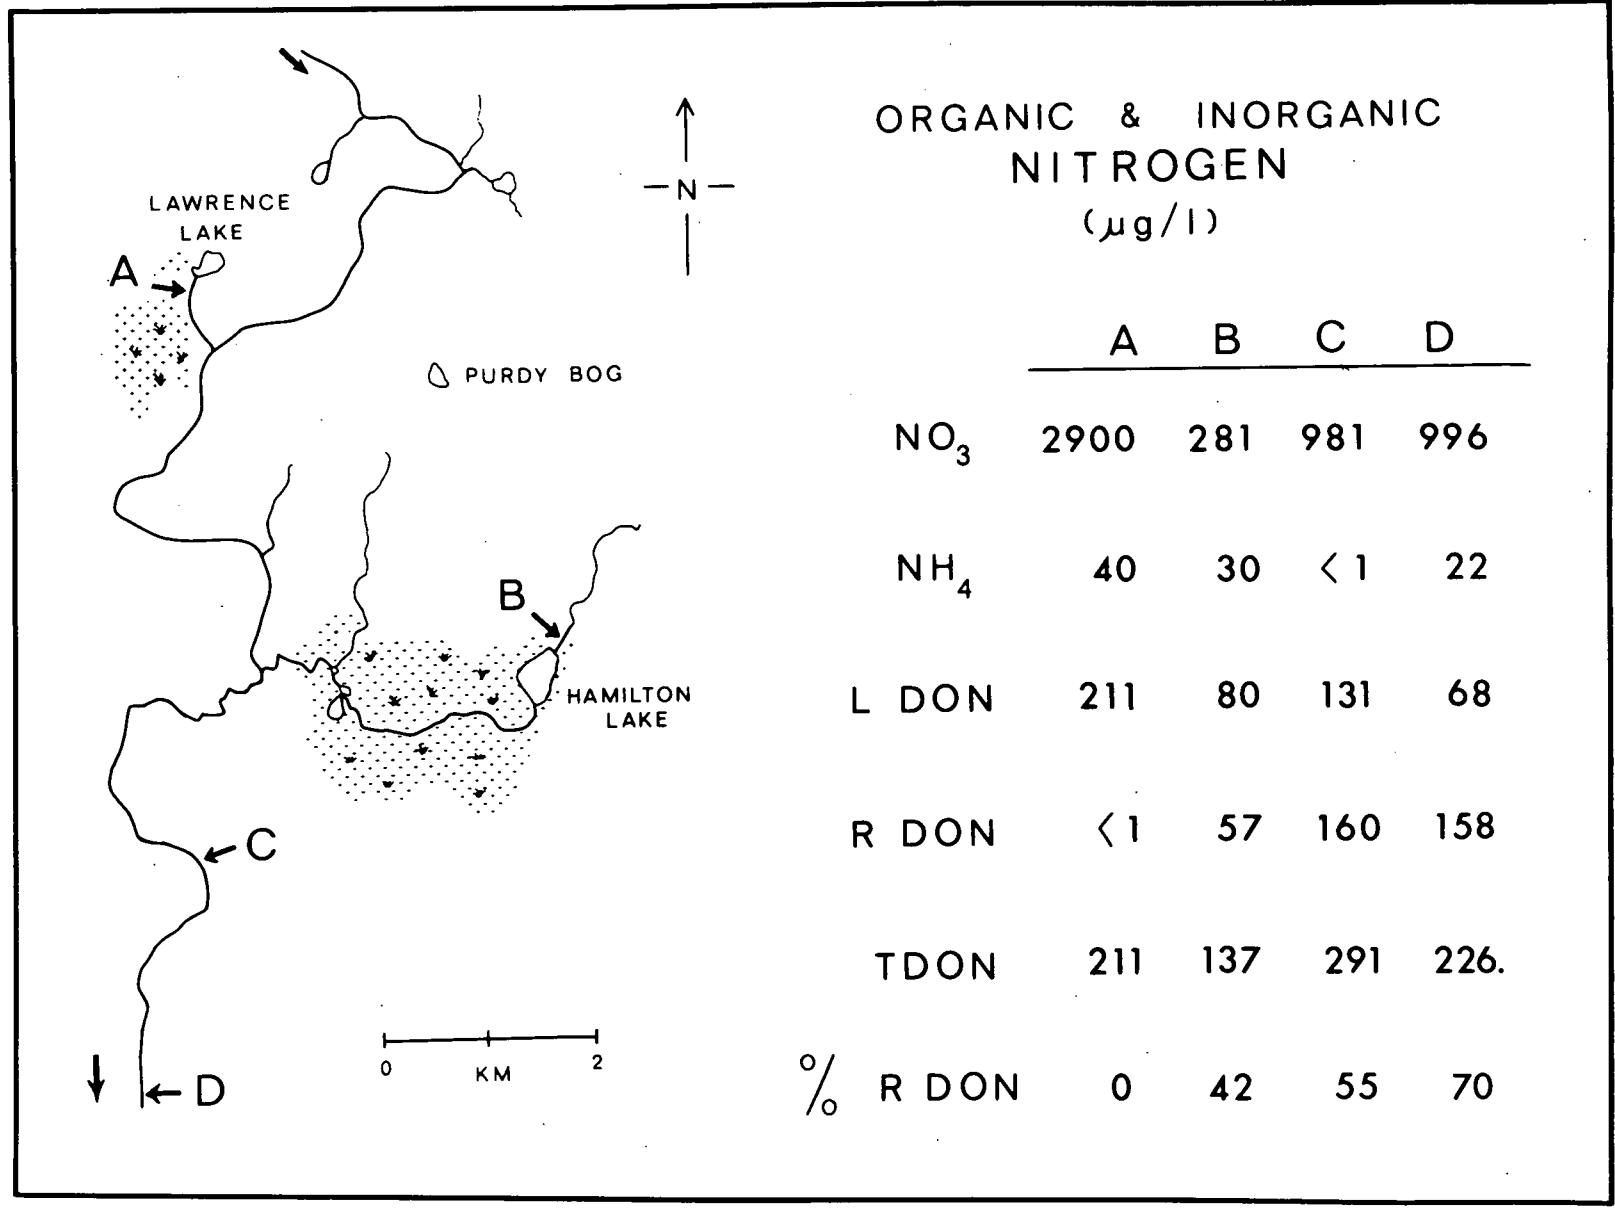 ORGANIC & INORGANIC
NITROGEN
(µg/l)
N
LAWRENCE
LAKE
A
PURDY BOG
B
HAMILTON
LAKE
C
D
0 2
KM
A B C D
NO3 2900 281 981 996
NH4 40 30 <1 22
L DON 211 80 131 68
R DON <1 57 160 158
TDON 211 137 291 226.
% R DON 0 42 55 70